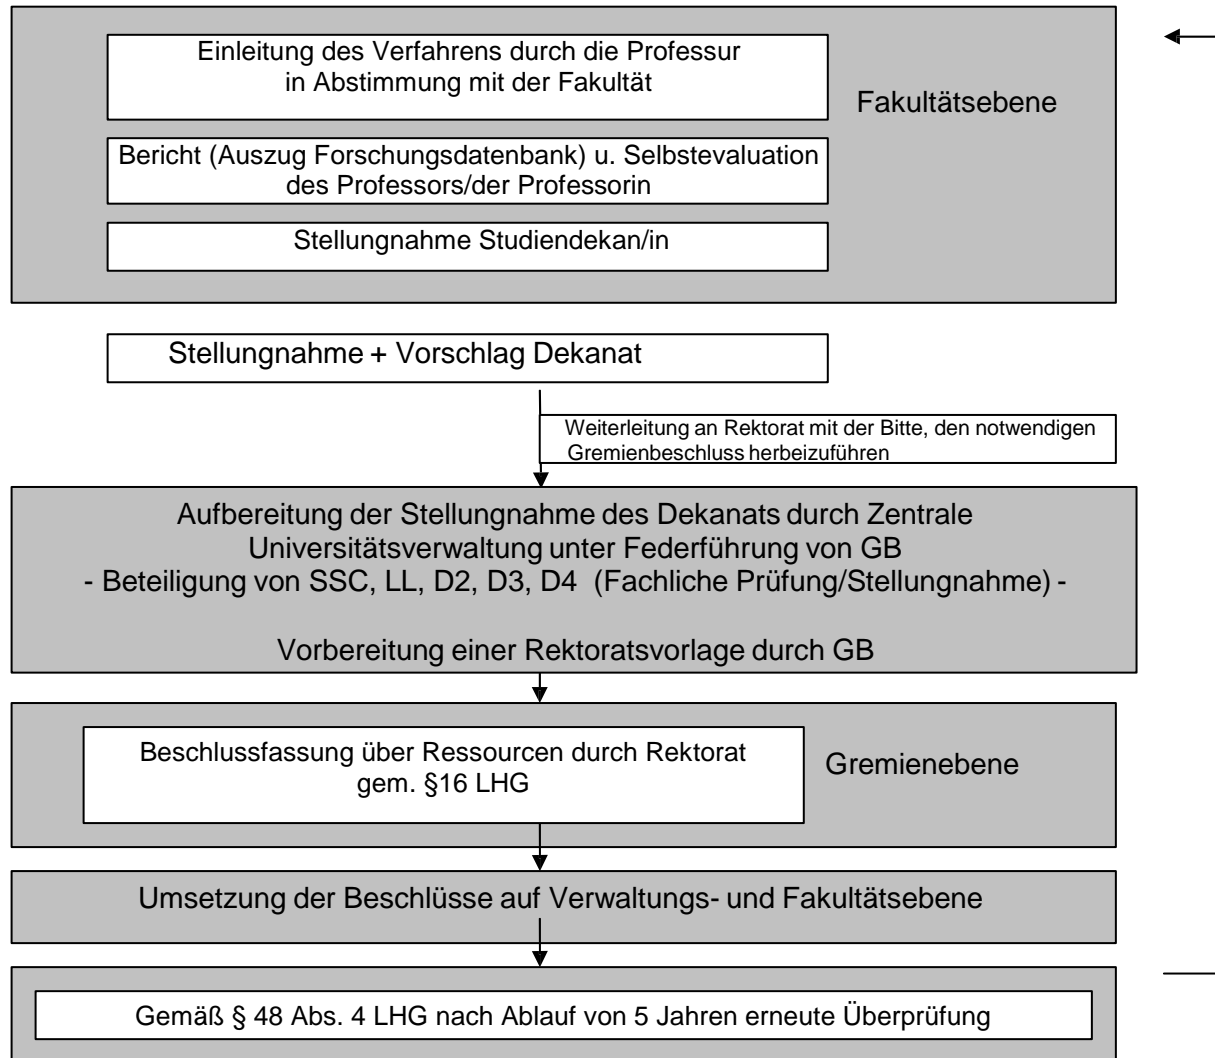 Einleitung des Verfahrens durch die Professur
in Abstimmung mit der Fakultät
Fakultätsebene
Bericht (Auszug Forschungsdatenbank) u. Selbstevaluation
des Professors/der Professorin
Stellungnahme Studiendekan/in
Stellungnahme + Vorschlag Dekanat
Weiterleitung an Rektorat mit der Bitte, den notwendigen
Gremienbeschluss herbeizuführen
Aufbereitung der Stellungnahme des Dekanats durch Zentrale
Universitätsverwaltung unter Federführung von GB
- Beteiligung von SSC, LL, D2, D3, D4 (Fachliche Prüfung/Stellungnahme) -
Vorbereitung einer Rektoratsvorlage durch GB
Beschlussfassung über Ressourcen durch Rektorat
gem. §16 LHG
Gremienebene
Umsetzung der Beschlüsse auf Verwaltungs- und Fakultätsebene
Gemäß § 48 Abs. 4 LHG nach Ablauf von 5 Jahren erneute Überprüfung